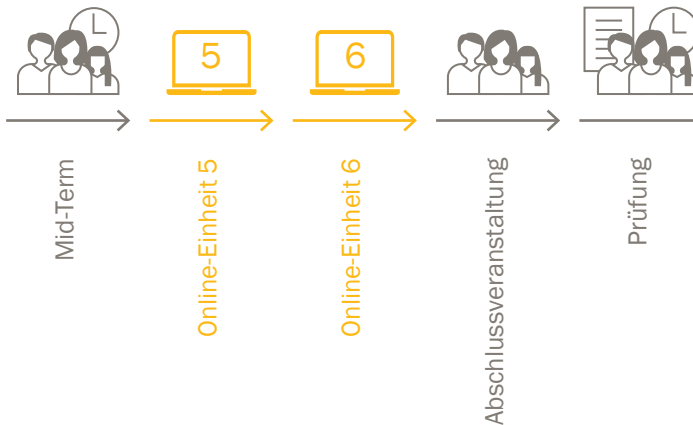 5
6
Mid-Term
Online-Einheit 5
Online-Einheit 6
Abschlussveranstaltung
Prüfung